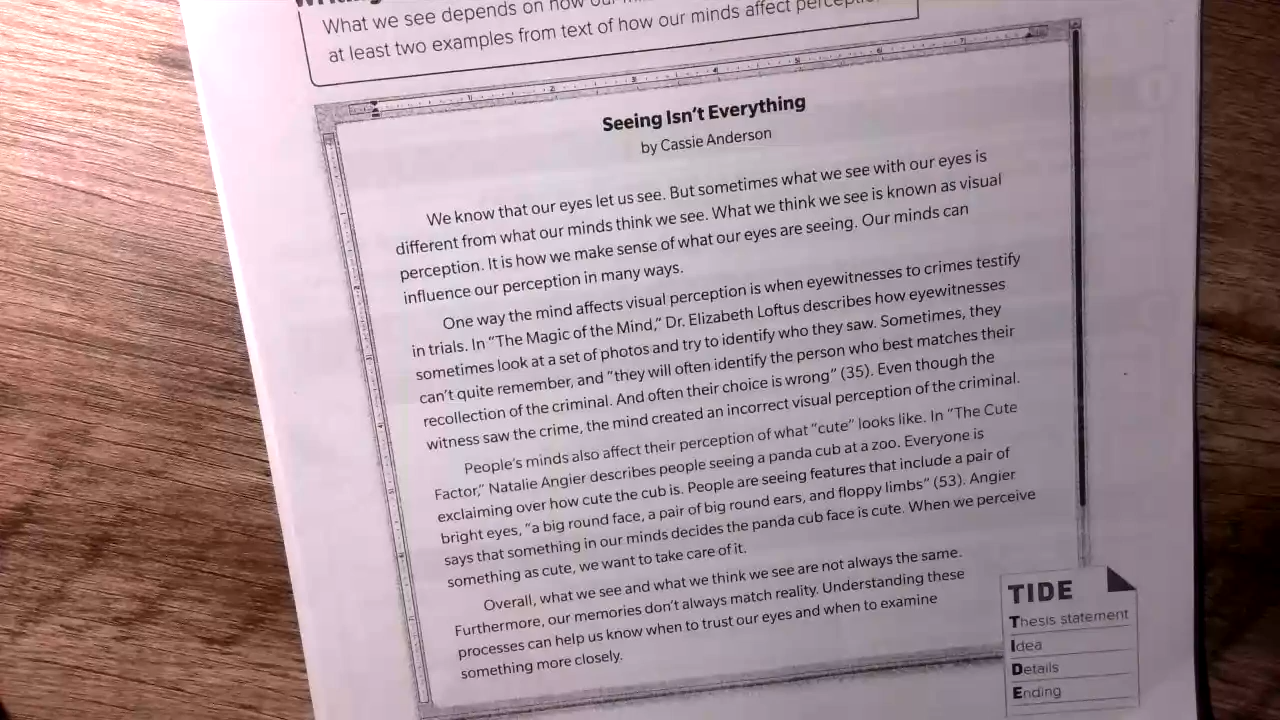 What we see depends on how our
at least two examples from text of how our minds affect
Seeing Isn't Everything
by Cassie Anderson
We know that our eyes let us see. But sometimes what we see with our eyes is
different from what our minds think we see. What we think we see is known as visual
perception. It is how we make sense of what our eyes are seeing. Our minds can
influence our perception in many ways.
One way the mind affects visual perception is when eyewitnesses to crimes testify
in trials. In "The Magic of the Mind," Dr. Elizabeth Loftus describes how eyewitnesses
sometimes look at a set of photos and try to identify who they saw. Sometimes, they
can't quite remember, and "they will often identify the person who best matches their
recollection of the criminal. And often their choice is wrong" (35). Even though the
witness saw the crime, the mind created an incorrect visual perception of the criminal.
People's minds also affect their perception of what "cute" looks like. In "The Cute
Factor," Natalie Angier describes people seeing a panda cub at a zoo. Everyone is
exclaiming over how cute the cub is. People are seeing features that include a pair of
bright eyes, "a big round face, a pair of big round ears, and floppy limbs" (53). Angier
says that something in our minds decides the panda cub face is cute. When we perceive
something as cute, we want to take care of it.
Overall, what we see and what we think we see are not always the same.
Furthermore, our memories don't always match reality. Understanding these
processes can help us know when to trust our eyes and when to examine
something more closely.
TIDE
Thesis statement
Idea
Details
Ending